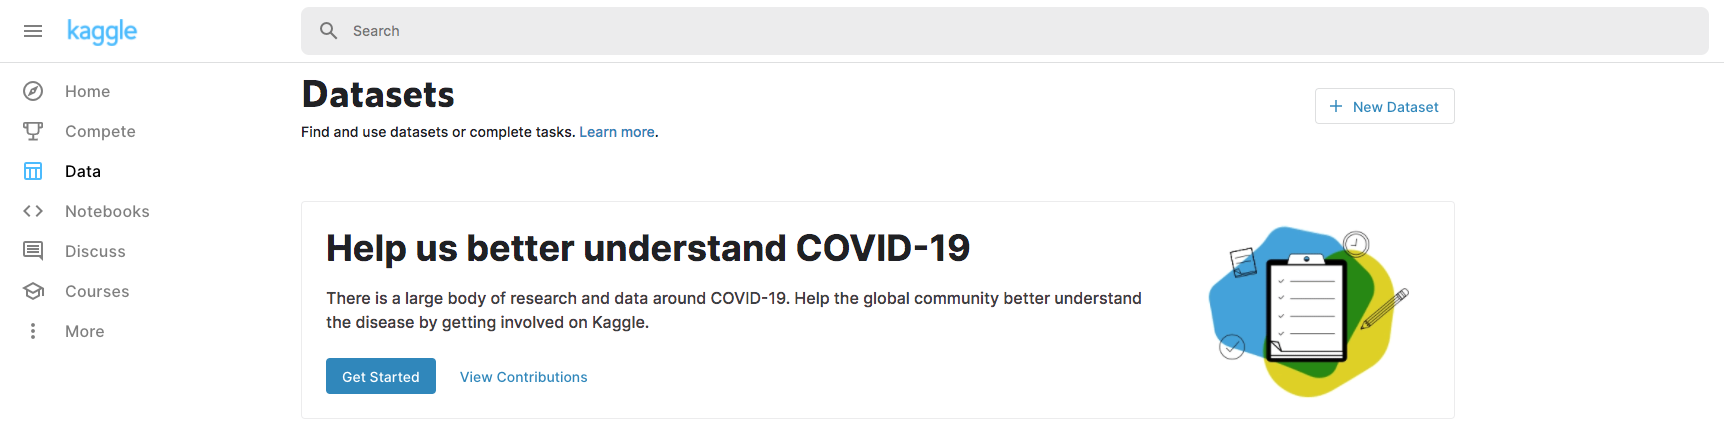 kaggle
Search
Home
Compete
Data
Notebooks
Discuss
Courses
More
Datasets
Find and use datasets or complete tasks. Learn more.
+ New Dataset
Help us better understand COVID-19
There is a large body of research and data around COVID-19. Help the global community better understand
the disease by getting involved on Kaggle.
Get Started
View Contributions